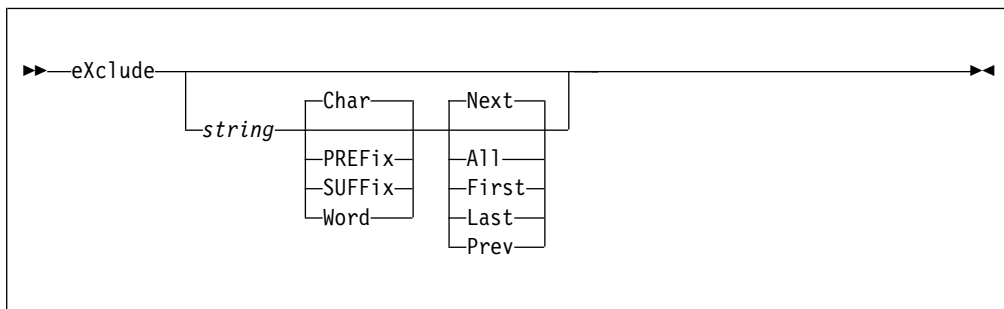 eXclude
Char Next
string
PREFix All
SUFFix First
Word Last
Prev